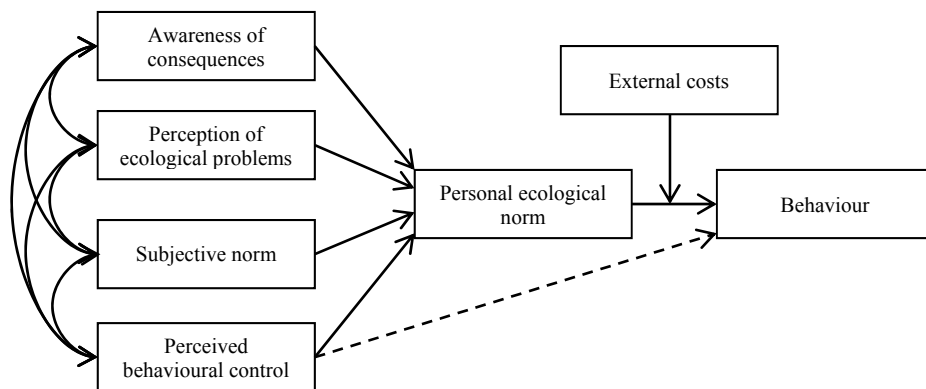 Awareness of
consequences
External costs
Perception of
ecological problems
Personal ecological
norm
Behaviour
Subjective norm
Perceived
behavioural control